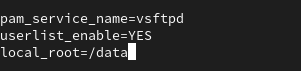 pam_service_name=vsftpd
userlist_enable=YES
local_root=/data